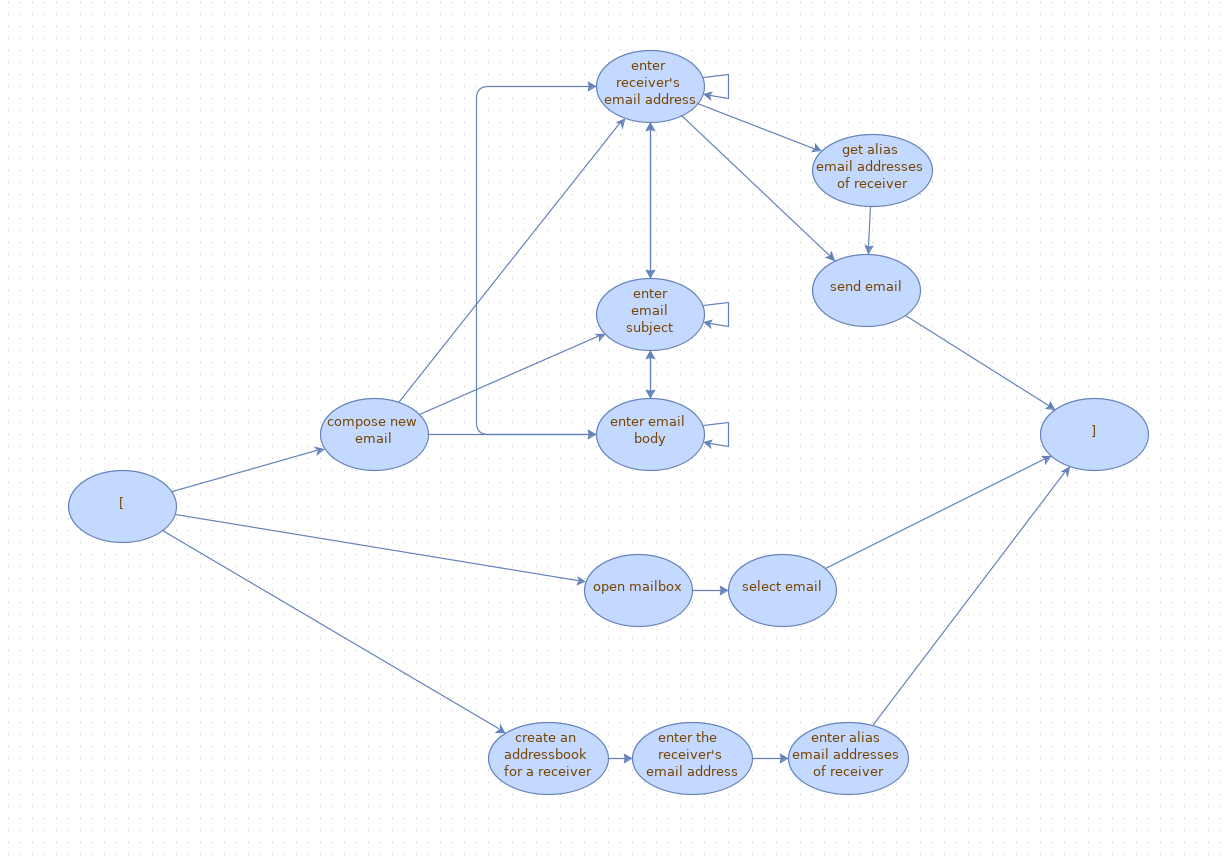 enter
receiver's
email address
get alias
email addresses
of receiver
send email
enter
email
subject
compose new
email
enter email
body
]
[
open mailbox
select email
create an
addressbook
for a receiver
enter the
receiver's
email address
enter alias
email addresses
of receiver